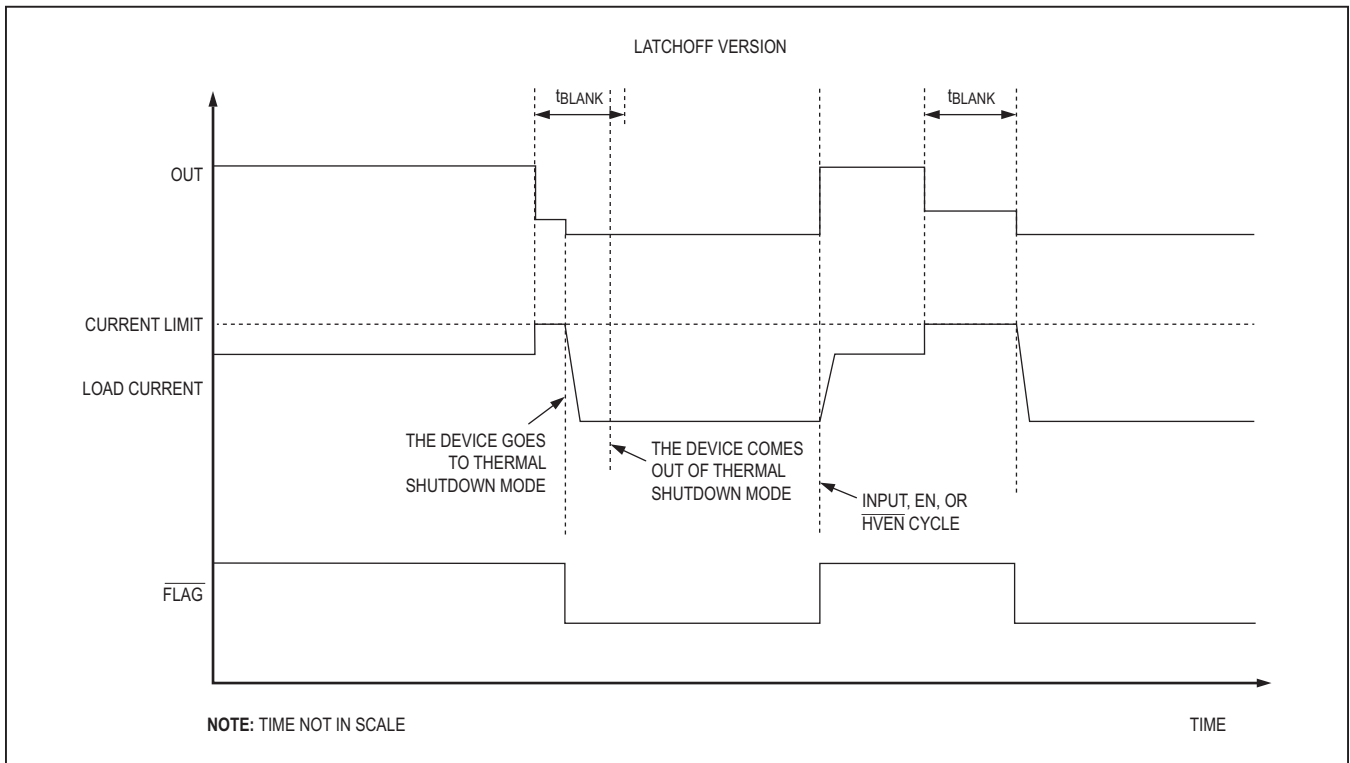 LATCHOFF VERSION
tBLANK
tBLANK
OUT
CURRENT LIMIT
LOAD CURRENT
THE DEVICE GOES
TO THERMAL
SHUTDOWN MODE
THE DEVICE COMES
OUT OF THERMAL
SHUTDOWN MODE
INPUT, EN, OR
HVEN CYCLE
FLAG
NOTE: TIME NOT IN SCALE
TIME